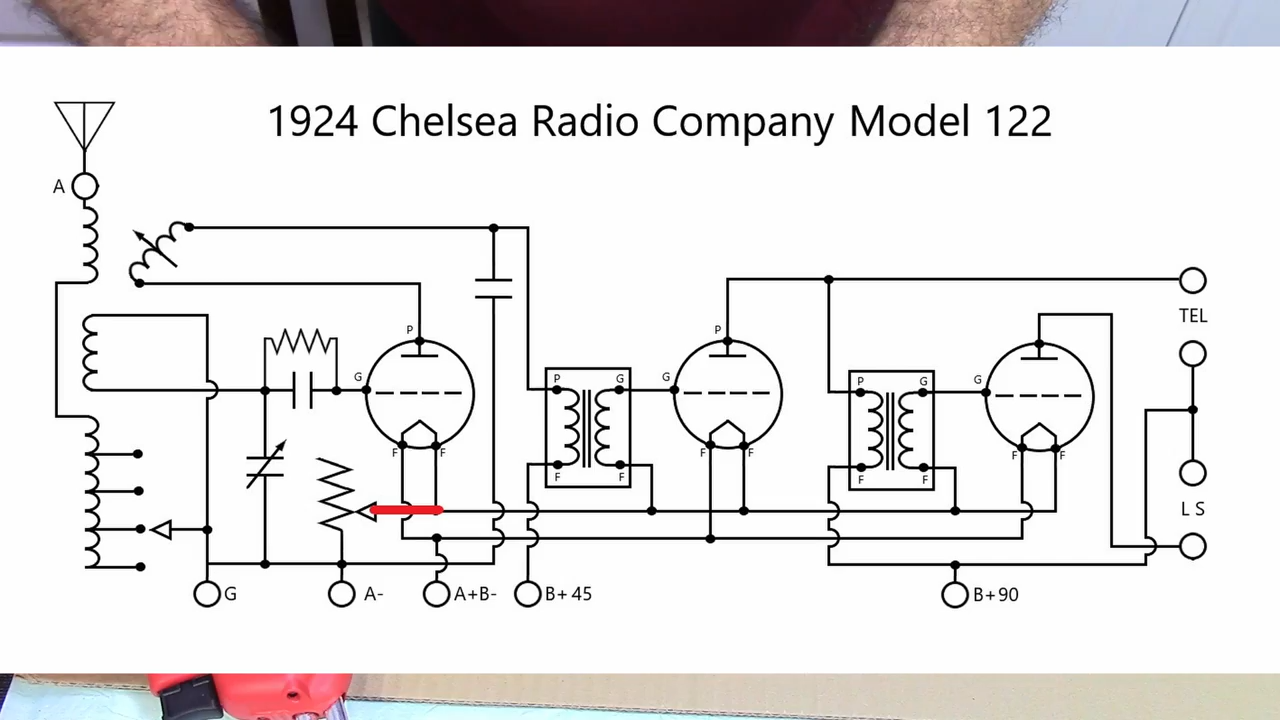 1924 Chelsea Radio Company Model 122
A
P
G
F
F
P
G
F
F
P
G
F
F
P
G
F
F
P
G
F
F
TEL
L S
G
A-
A+B-
B+ 45
B+ 90